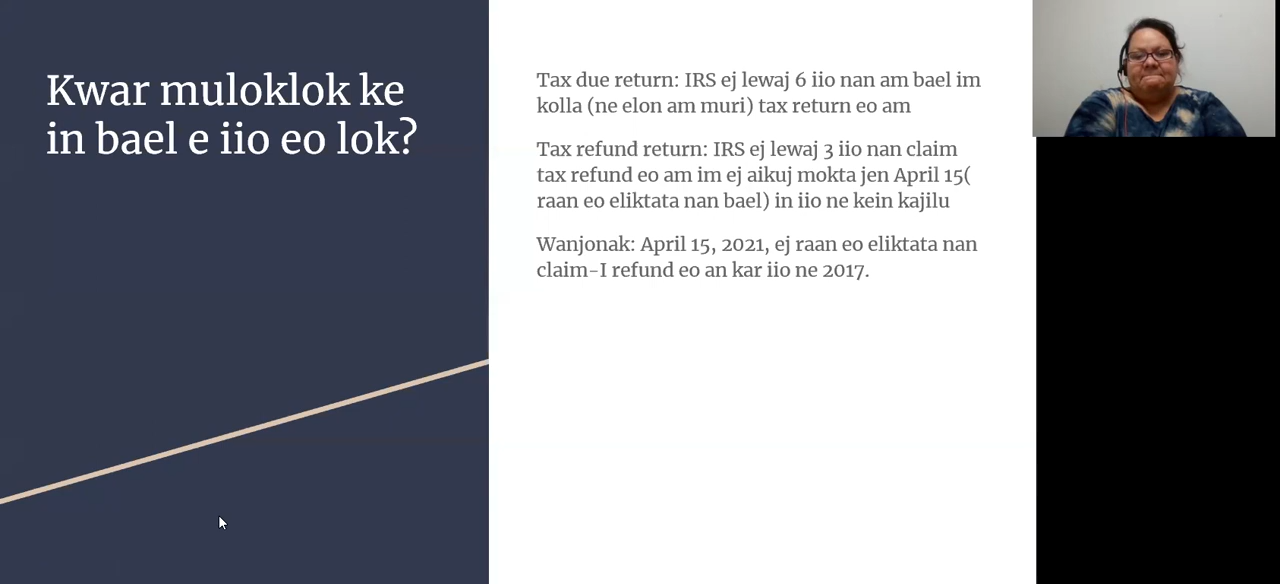 Kwar muloklok ke
in bael e iio eo lok?
Tax due return: IRS ej lewaj 6 iio nan am bael im
kolla (ne elon am muri) tax return eo am
Tax refund return: IRS ej lewaj 3 iio nan claim
tax refund eo am im ej aikuj mokta jen April 15(
raan eo eliktata nan bael) in iio ne kein kajilu
Wanjonak: April 15, 2021, ej raan eo eliktata nan
claim-I refund eo an kar iio ne 2017.